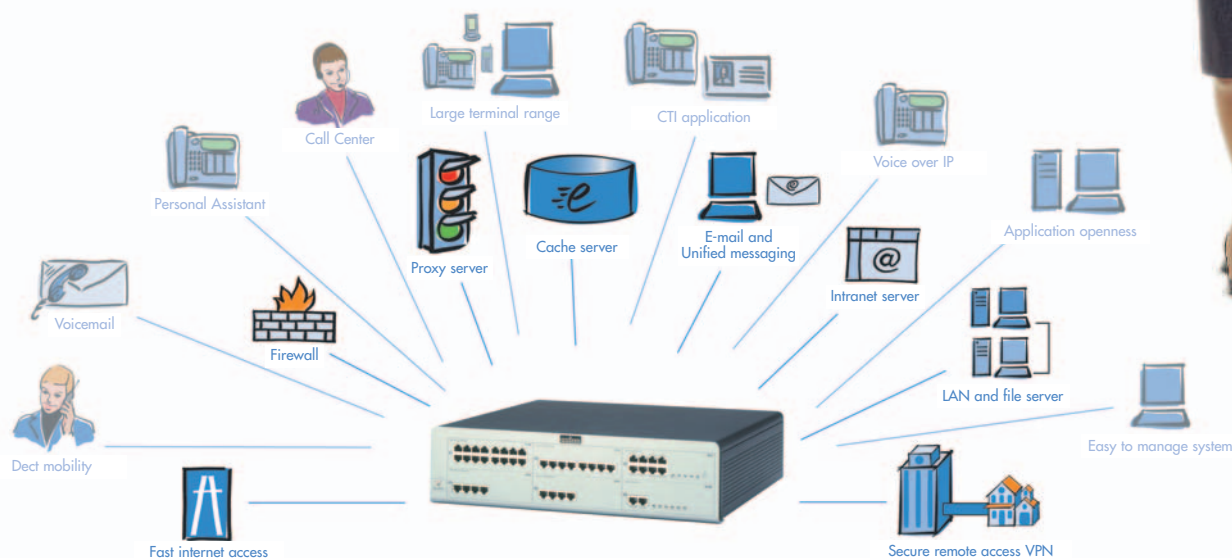 Large terminal range
CTI application
Call Center
Voice over IP
Personal Assistant
Proxy server
Cache server
E-mail and
Unified messaging
Application openness
Intranet server
Voicemail
Firewall
LAN and file server
Dect mobility
Easy to manage system
Fast internet access
Secure remote access VPN